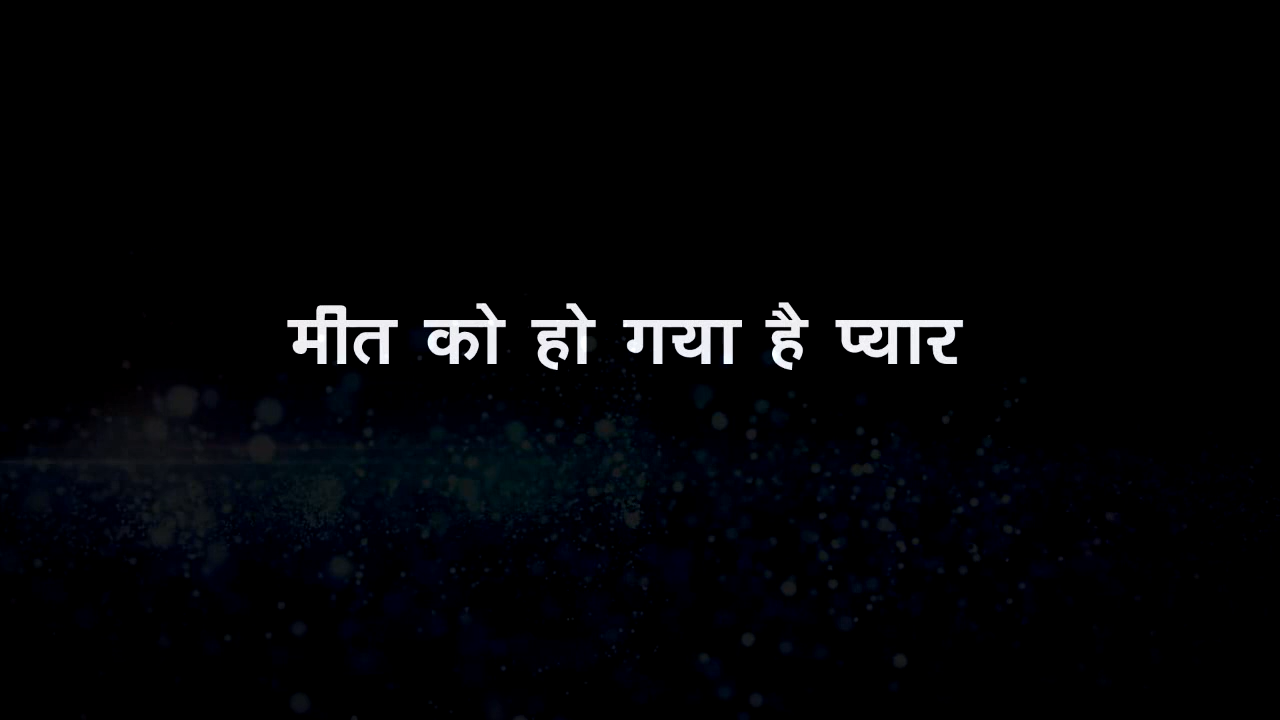 मीत को हो गया है प्यार